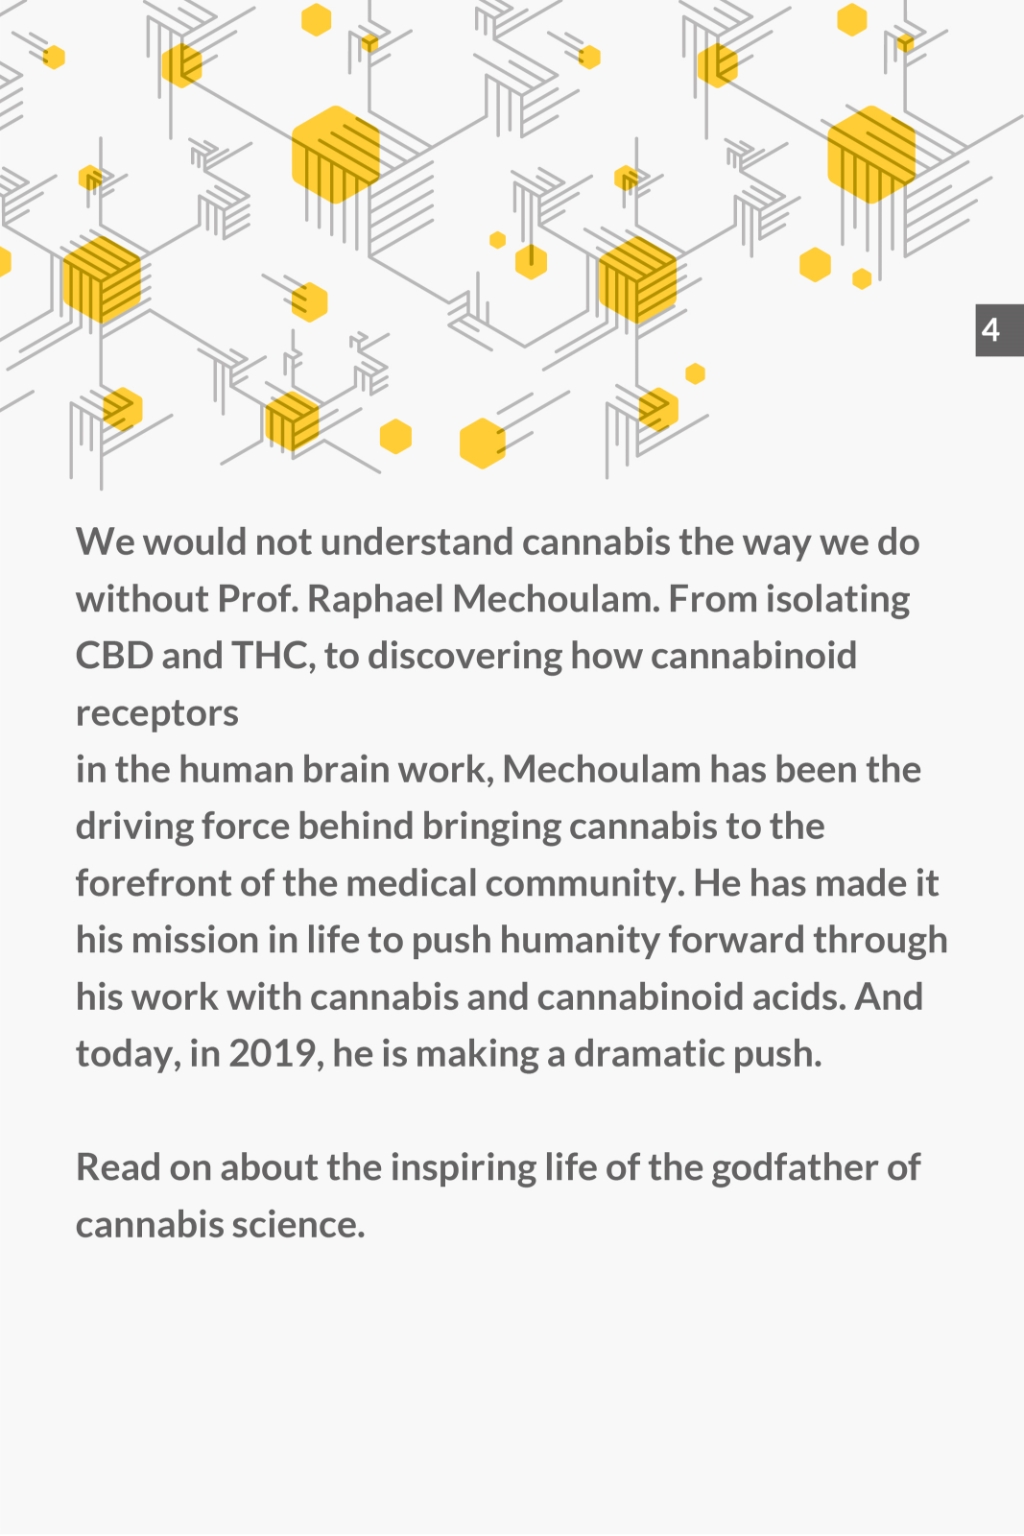 4
We would not understand cannabis the way we do
without Prof. Raphael Mechoulam. From isolating
CBD and THC, to discovering how cannabinoid
receptors
in the human brain work, Mechoulam has been the
driving force behind bringing cannabis to the
forefront of the medical community. He has made it
his mission in life to push humanity forward through
his work with cannabis and cannabinoid acids. And
today, in 2019, he is making a dramatic push.
Read on about the inspiring life of the godfather of
cannabis science.